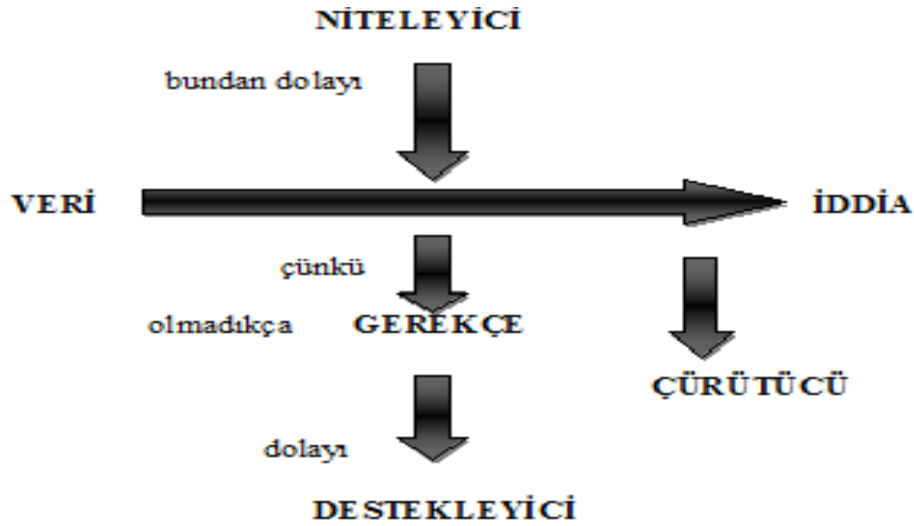 NİTELEYİCİ
bundan dolayı
VERİ İDDİA
çünkü
olmadıkça GEREKÇE
ÇÜRÜTÜCÜ
dolayı
DESTEKLEYİCİ